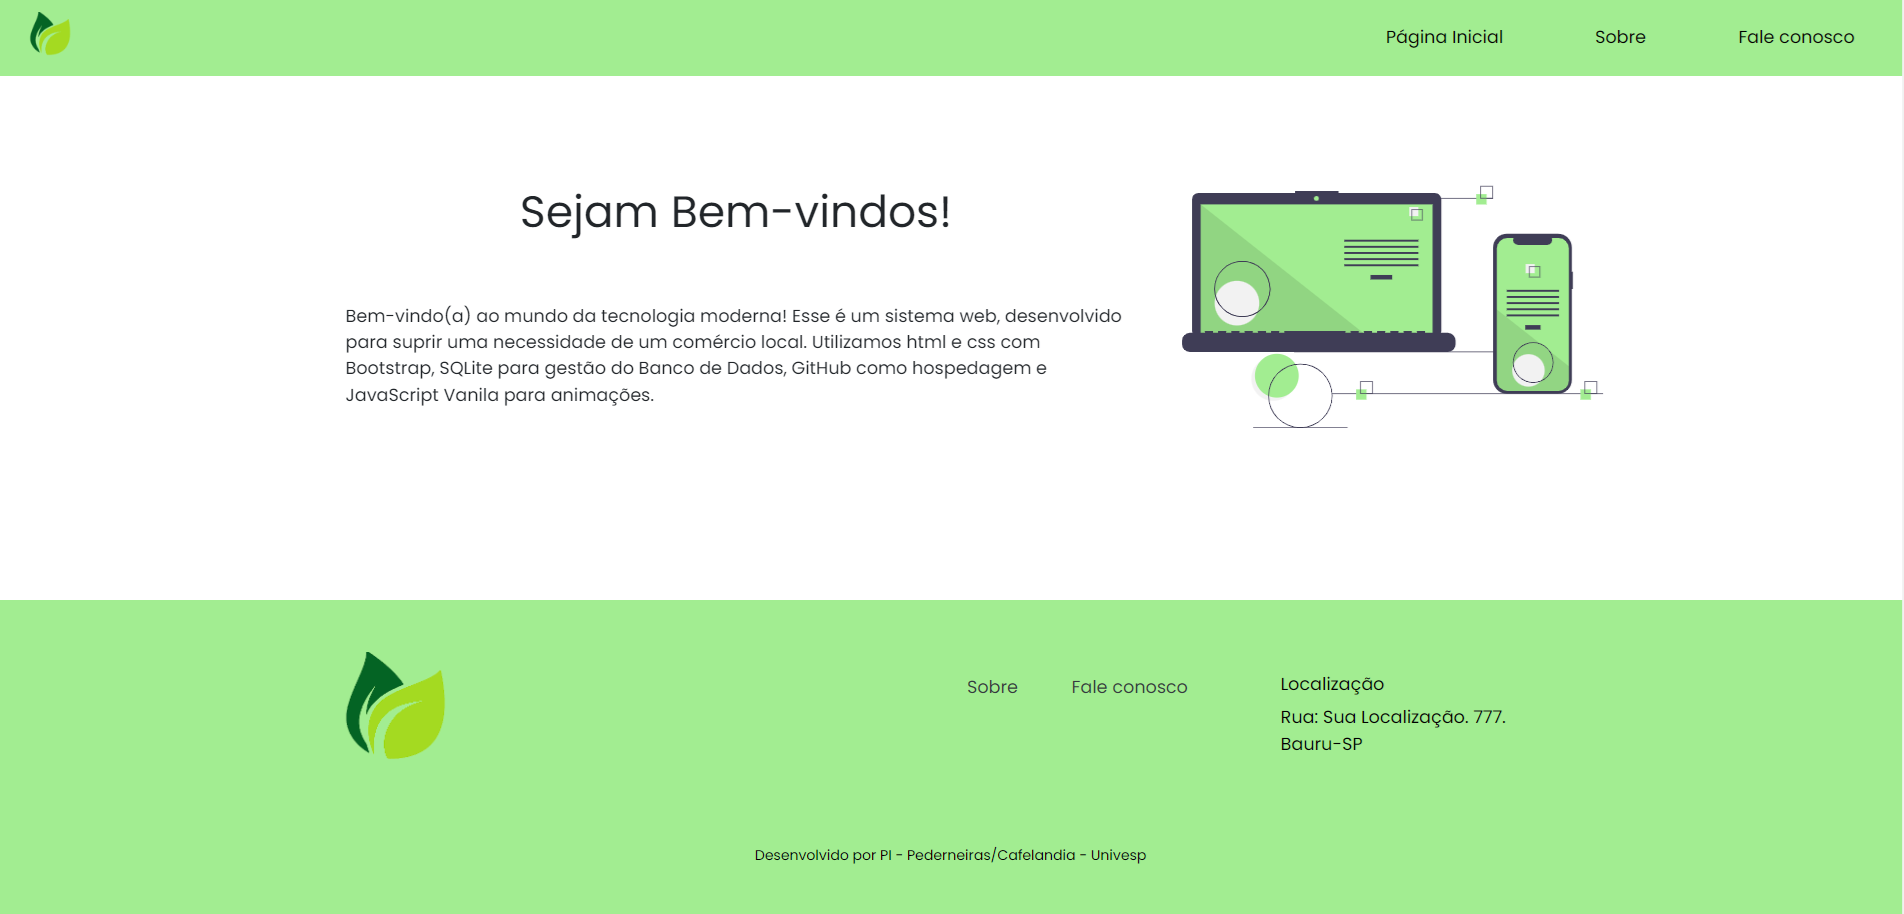 Página Inicial
Sobre
Fale conosco
Sejam Bem-vindos!
Bem-vindo(a) ao mundo da tecnologia moderna! Esse é um sistema web, desenvolvido
para suprir uma necessidade de um comércio local. Utilizamos html e css com
Bootstrap, SQLite para gestão do Banco de Dados, GitHub como hospedagem e
JavaScript Vanila para animações.
Sobre
Fale conosco
Localização
Rua: Sua Localização. 777.
Bauru-SP
Desenvolvido por PI - Pederneiras/Cafelandia - Univesp